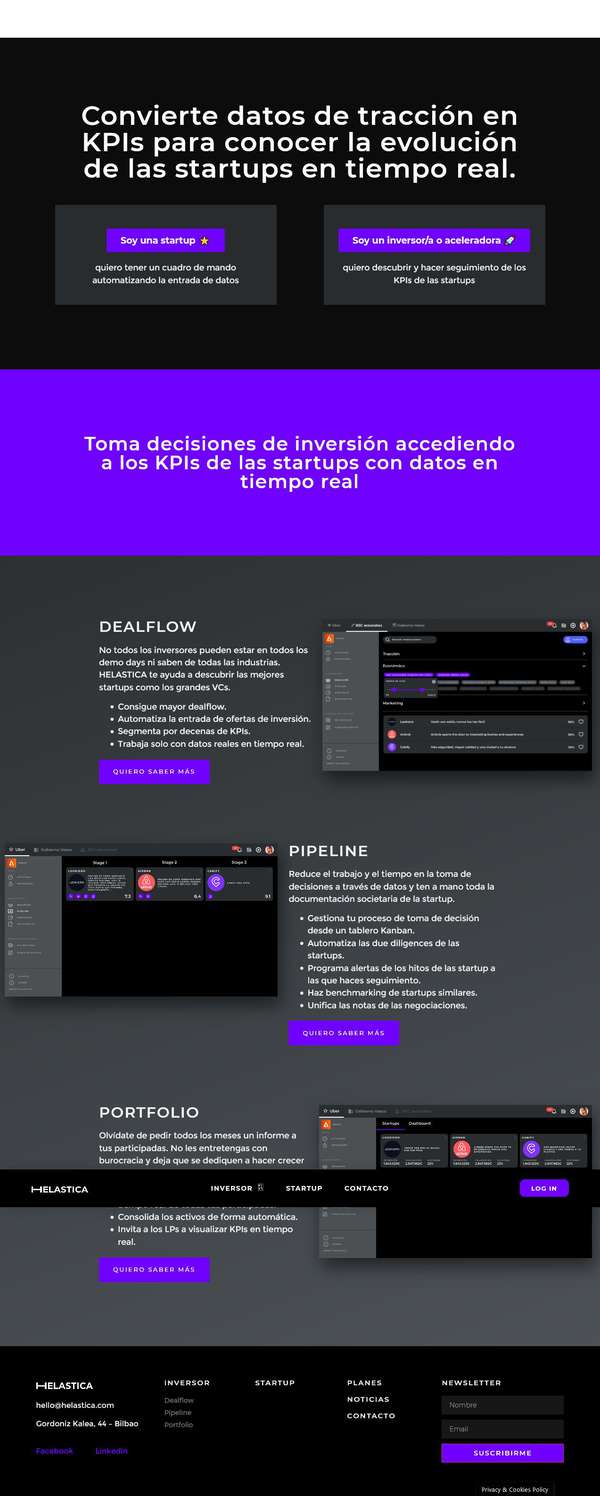 Convierte datos de tracción en
KPIs para conocer la evolución
de las startups en tiempo real.
Soy una startup
quiero tener un cuadro de mando
automatizando la entrada de datos
Soy un inversor/a o aceleradora
quiero descubrir y hacer seguimiento de los
KPIs de las startups
Toma decisiones de inversión accediendo
a los KPIs de las startups con datos en
tiempo real
DEALFLOW
No todos los inversores pueden estar en todos los
demo days ni saben de todas las industrias.
HELASTICA te ayuda a descubrir las mejores
startups como los grandes VCs.
Consigue mayor dealflow.
Automatiza la entrada de ofertas de inversión.
Segmenta por decenas de KPIs.
Trabaja solo con datos reales en tiempo real.
QUIERO SABER MÁS
Uber
Tracción
Económico
Marketing
Uber
Stage 1
Stage 2
Stage 3
7.3
8.4
9.1
PIPELINE
Reduce el trabajo y el tiempo en la toma de
decisiones a través de datos y ten a mano toda la
documentación societaria de la startup.
Gestiona tu proceso de toma de decisión
desde un tablero Kanban.
Automatiza las due diligences de las
startups.
Programa alertas de los hitos de las startup a
las que haces seguimiento.
Haz benchmarking de startups similares.
Unifica las notas de las negociaciones.
QUIERO SABER MÁS
PORTFOLIO
Olvídate de pedir todos los meses un informe a
tus participadas. No les entretengas con
burocracia y deja que se dediquen a hacer crecer
Uber
Startups
Dashboard
HELASTICA
INVERSOR
STARTUP
CONTACTO
LOG IN
Consolida los activos de forma automática.
Invita a los LPs a visualizar KPIs en tiempo
real.
QUIERO SABER MÁS
HELASTICA
hello@helastica.com
Gordoniz Kalea, 44 – Bilbao
Facebook
Linkedin
INVERSOR
Dealflow
Pipeline
Portfolio
STARTUP
PLANES
NOTICIAS
CONTACTO
NEWSLETTER
Nombre
Email
SUSCRIBIRME
Privacy & Cookies Policy